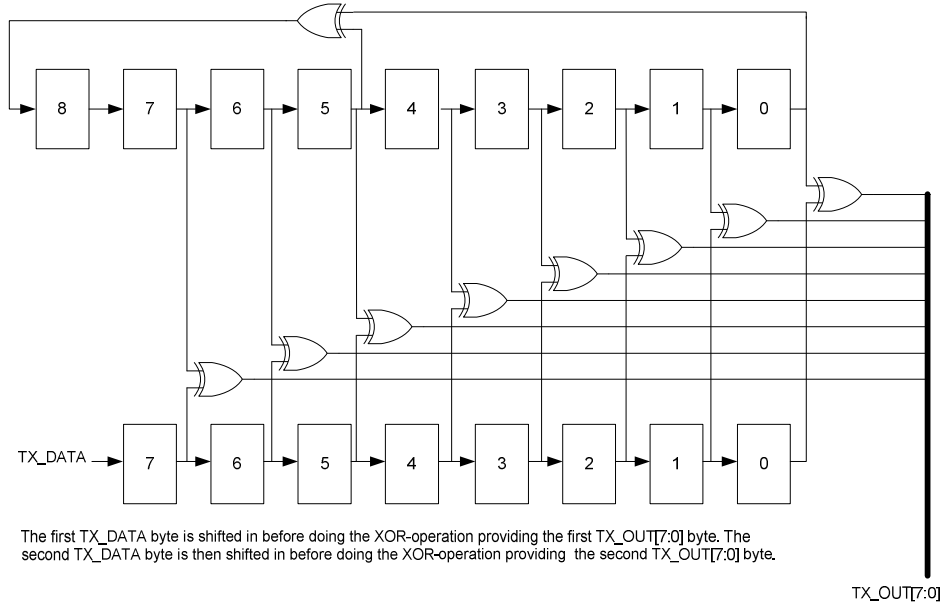 8 7 6 5 4 3 2 1 0
TX_DATA 7 6 5 4 3 2 1 0
The first TX_DATA byte is shifted in before doing the XOR-operation providing the first TX_OUT[7:0] byte. The
second TX_DATA byte is then shifted in before doing the XOR-operation providing the second TX_OUT[7:0] byte.
TX_OUT[7:0]